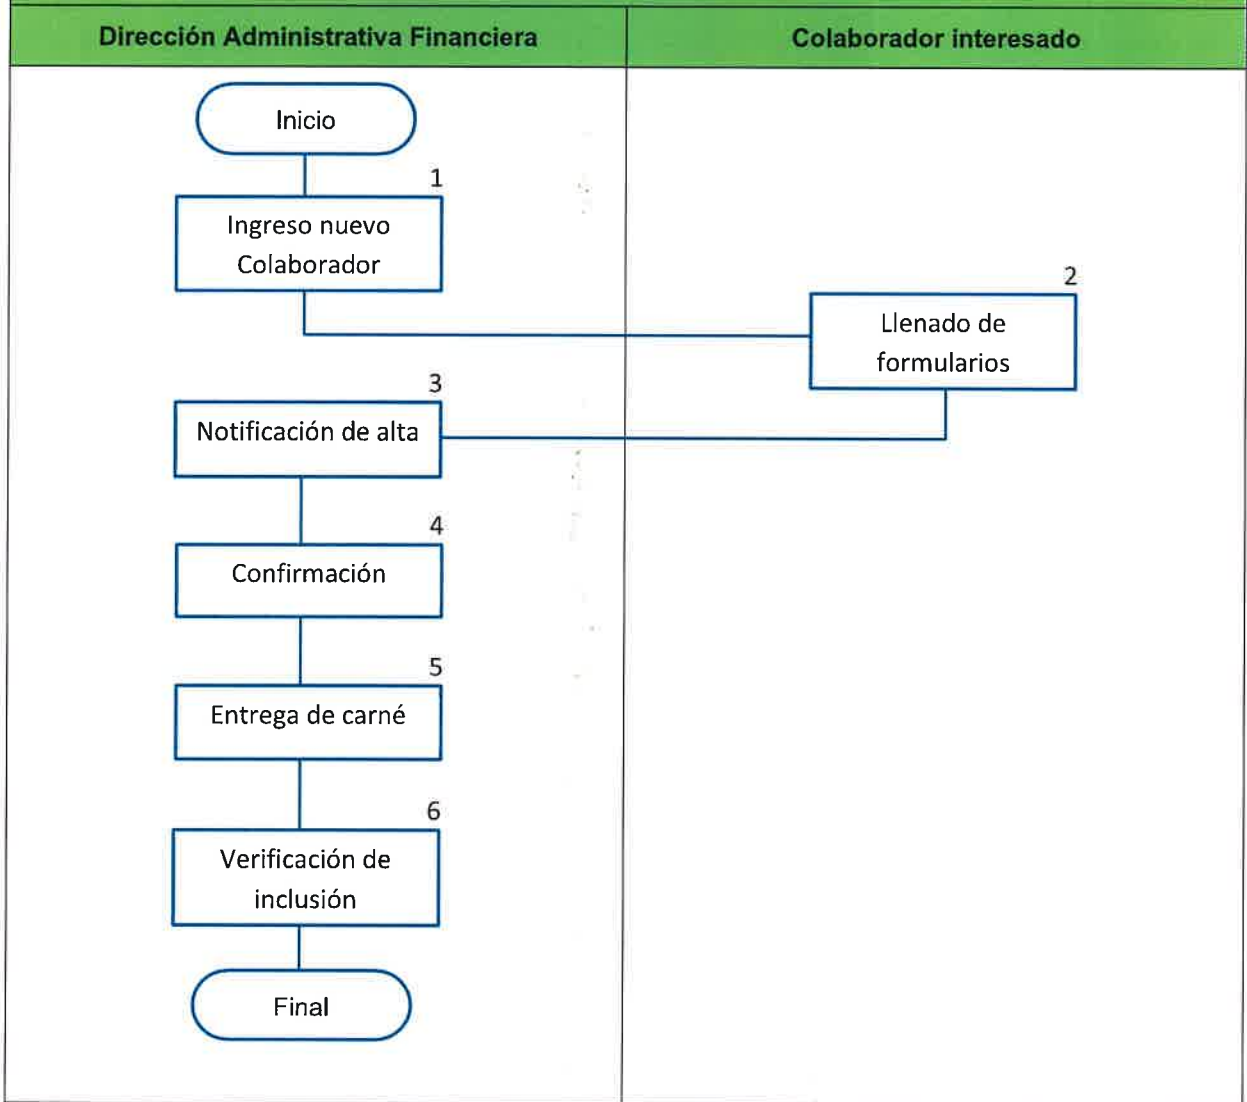 Dirección Administrativa Financiera
Colaborador interesado
Inicio
1
Ingreso nuevo
Colaborador
2
Llenado de
formularios
3
Notificación de alta
4
Confirmación
5
Entrega de carné
6
Verificación de
inclusión
Final